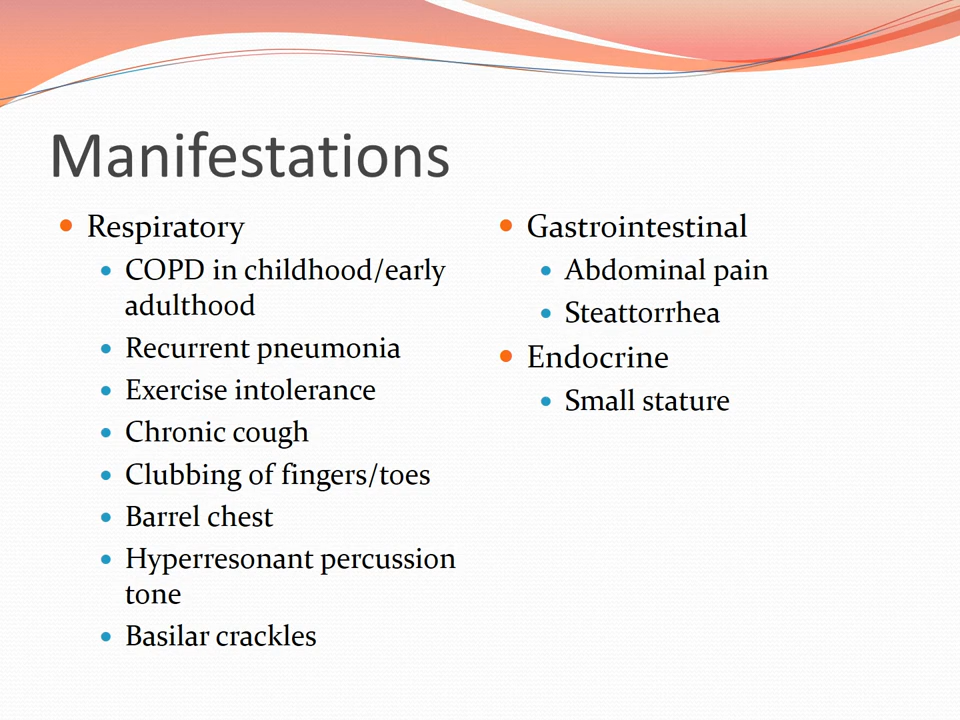 Manifestations
Respiratory
COPD in childhood/early
adulthood
Recurrent pneumonia
Exercise intolerance
Chronic cough
Clubbing of fingers/toes
Barrel chest
Hyperresonant percussion
tone
Basilar crackles
Gastrointestinal
Abdominal pain
Steattorrhea
Endocrine
Small stature